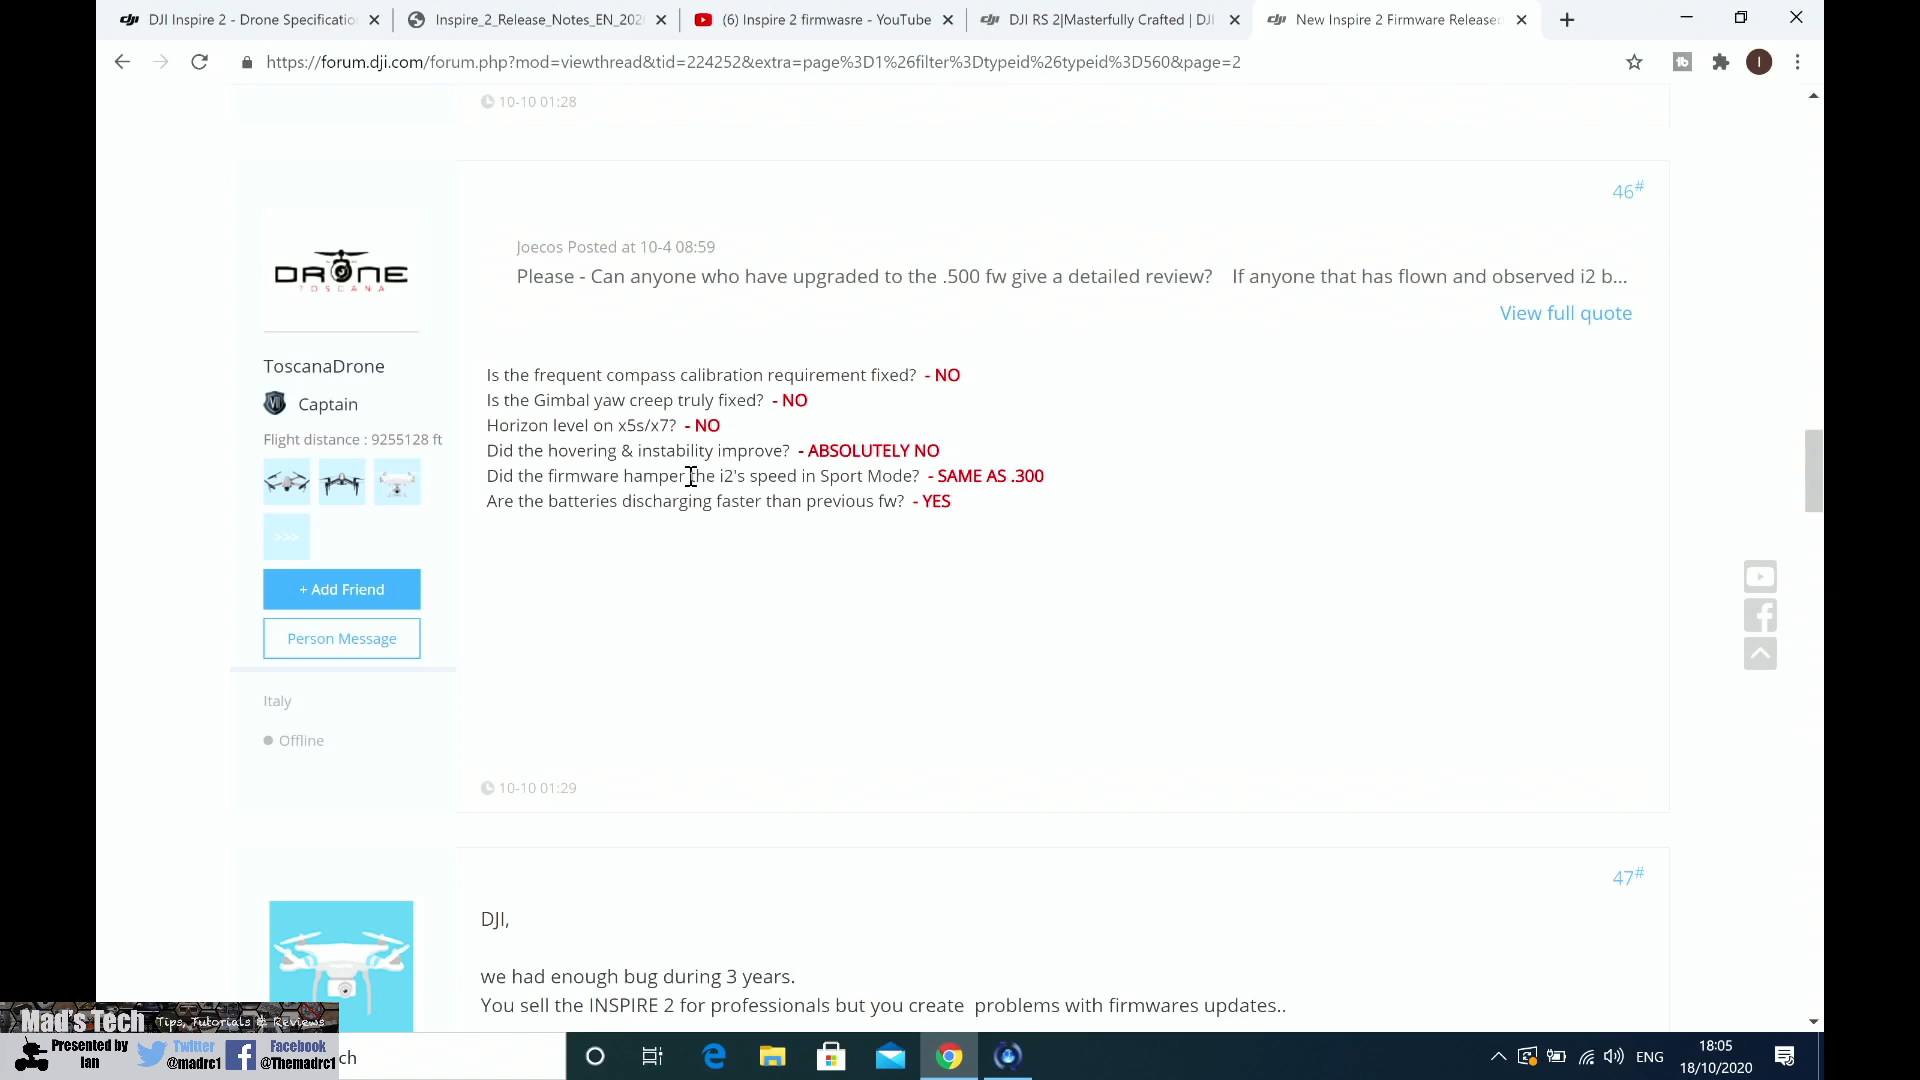 DJI Inspire 2 - Drone Specificatio
Inspire_2_Release_Notes_EN_202
(6) Inspire 2 firmwasre - YouTube
DJI RS 2|Masterfully Crafted | DJI
New Inspire 2 Firmware Released
https://forum.dji.com/forum.php?mod=viewthread&tid=224252&extra=page%3D1%26filter%3Dtypeid%26typeid%3D560&page=2
10-10 01:28
46#
DRONE
TOSCANA
Joecos Posted at 10-4 08:59
Please - Can anyone who have upgraded to the .500 fw give a detailed review? If anyone that has flown and observed i2 b...
View full quote
ToscanaDrone
Captain
Flight distance : 9255128 ft
>>>
+ Add Friend
Person Message
Italy
Offline
Is the frequent compass calibration requirement fixed? - NO
Is the Gimbal yaw creep truly fixed? - NO
Horizon level on x5s/x7? - NO
Did the hovering & instability improve? - ABSOLUTELY NO
Did the firmware hamper the i2's speed in Sport Mode? - SAME AS .300
Are the batteries discharging faster than previous fw? - YES
10-10 01:29
47#
DJI,
we had enough bug during 3 years.
You sell the INSPIRE 2 for professionals but you create problems with firmwares updates..
Mad's Tech Tips, Tutorials & Reviews
Presented by
Ian
Twitter
@madrc1
Facebook
@Themadrc1
ch
ENG
18:05
18/10/2020